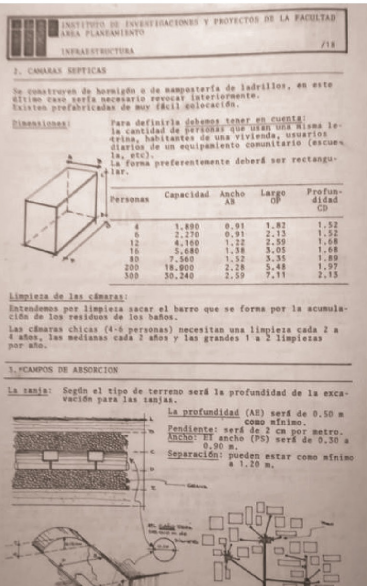 INSTITUTO DE INVESTIGACIONES Y PROYECTOS DE LA FACULTAD
AREA PLANEAMIENTO
INFRAESTRUCTURA /18
2. CAMARAS SEPTICAS
Se construyen de hormigón o de mampostería de ladrillos, en este
último caso sería necesario revocar interiormente.
Existen prefabricadas de muy fácil colocación.
Dimensiones: Para definirla debemos tener en cuenta:
la cantidad de personas que usan una misma le-
trina, habitantes de una vivienda, usuarios
diarios de un equipamiento comunitario (escue-
la, etc).
La forma preferentemente deberá ser rectangu-
lar.
Personas Capacidad Ancho AB Largo OP Profun-didad CD
4 1.890 0.91 1.82 1.52
6 2.270 0.91 2.13 1.52
12 4.160 1.22 2.59 1.68
16 5.680 1.38 3.05 1.68
80 7.560 1.52 3.35 1.89
200 18.900 2.28 5.48 1.97
300 30.240 2.59 7.11 2.13
Limpieza de las cámaras:
Entendemos por limpieza sacar el barro que se forma por la acumula-
ción de los residuos de los baños.
Las cámaras chicas (4-6 personas) necesitan una limpieza cada 2 a
4 años, las medianas cada 2 años y las grandes 1 a 2 limpiezas
por año.
3. CAMPOS DE ABSORCION
La zanja: Según el tipo de terreno será la profundidad de la exca-
vación para las zanjas.
La profundidad (AE) será de 0.50 m
como mínimo.
Pendiente: será de 2 cm por metro.
Ancho: El ancho (PS) será de 0.30 a
0.90 m.
Separación: pueden estar como mínimo
a 1.20 m.